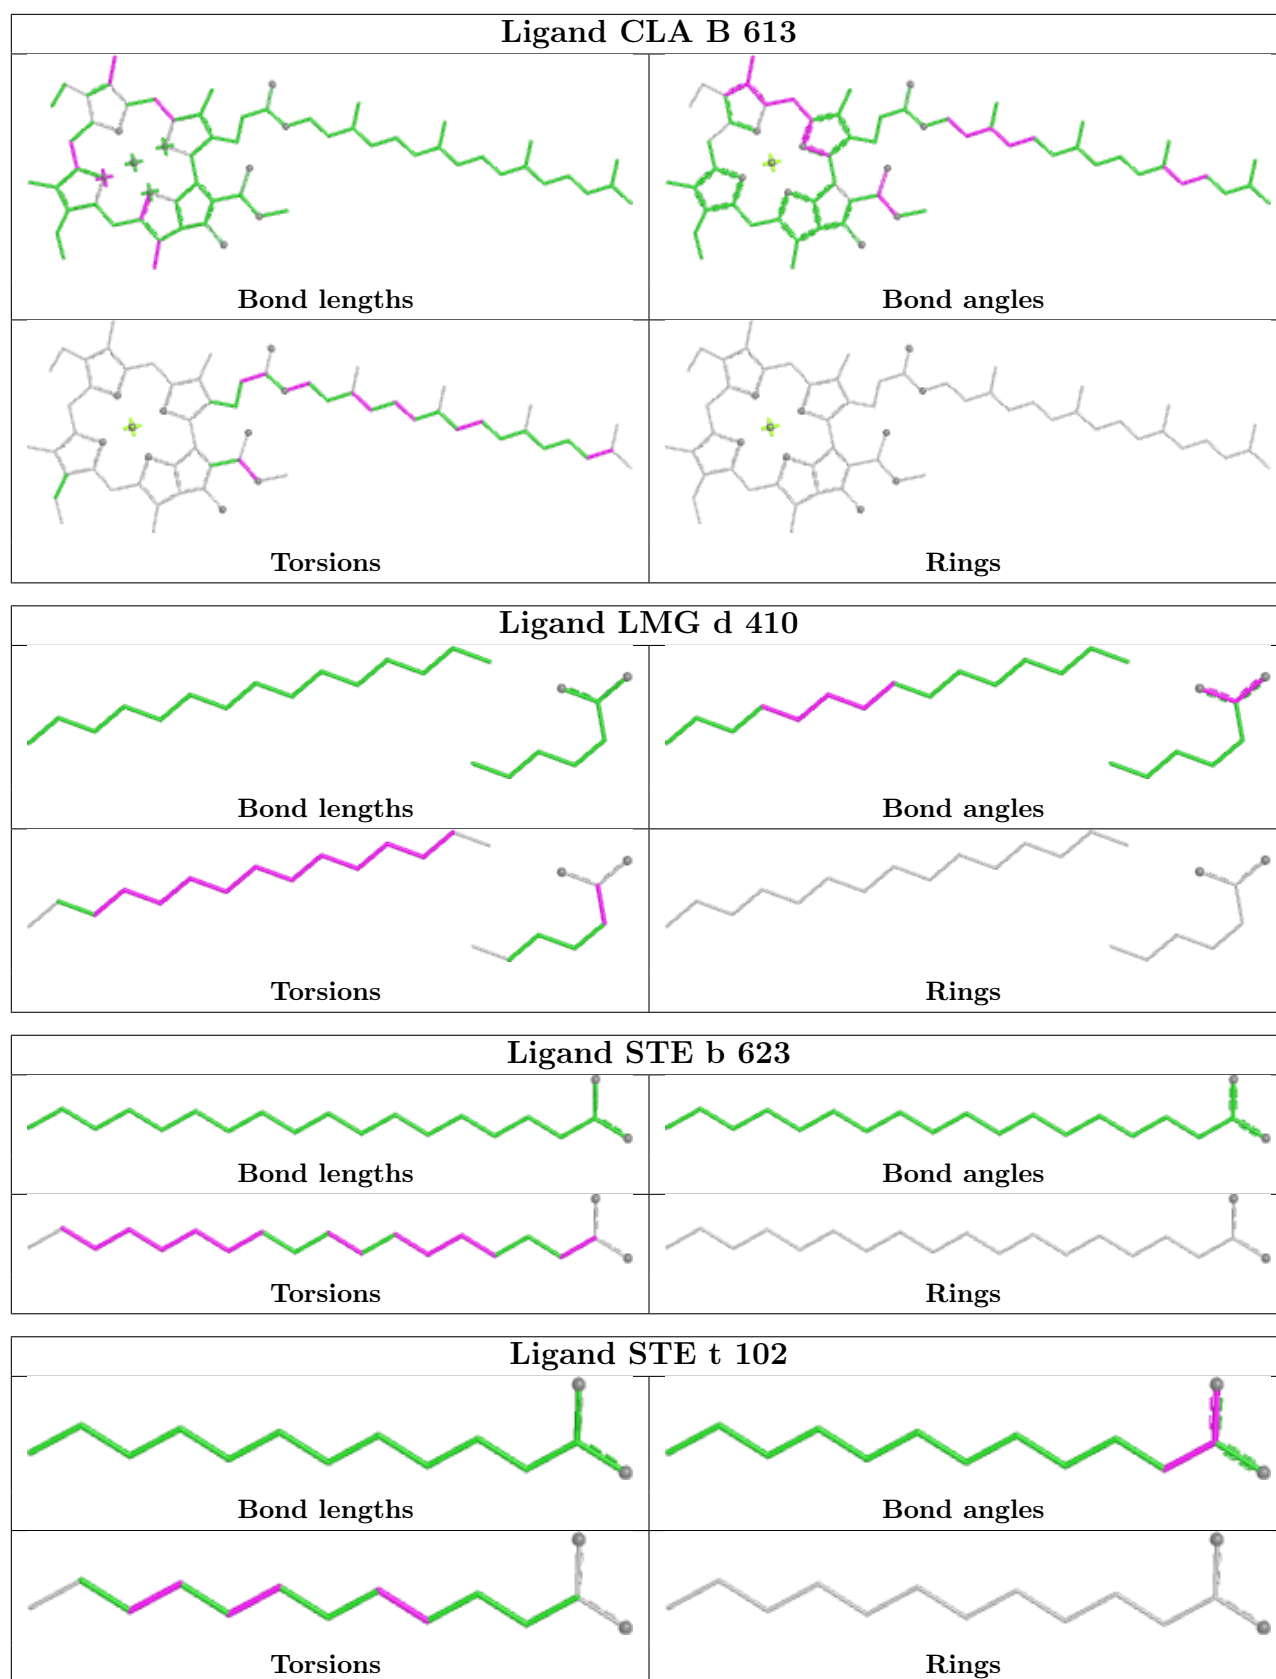 Ligand CLA B 613
Bond lengths
Bond angles
Torsions
Rings
Ligand LMG d 410
Bond lengths
Bond angles
Torsions
Rings
Ligand STE b 623
Bond lengths
Bond angles
Torsions
Rings
Ligand STE t 102
Bond lengths
Bond angles
Torsions
Rings